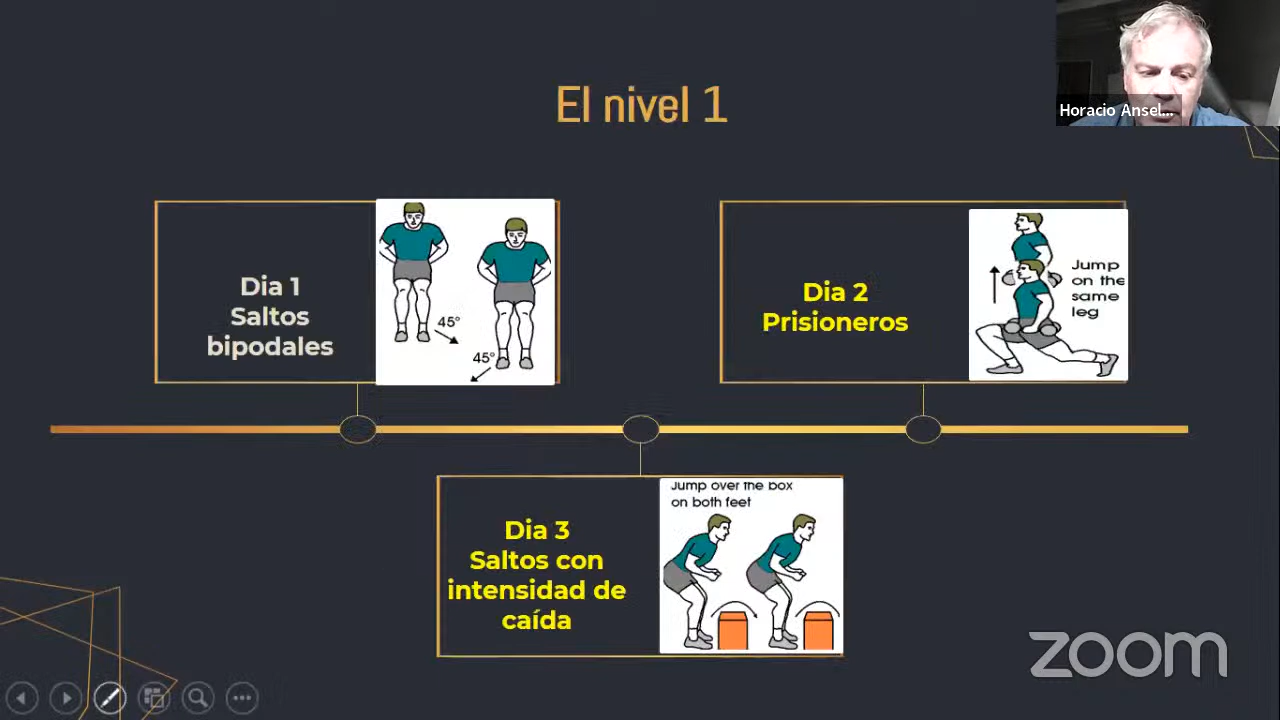 El nivel 1
Horacio Ansel...
Dia 1
Saltos
bipodales
45°
45°
Dia 2
Prisioneros
Jump
on the
same
leg
Dia 3
Saltos con
intensidad de
caída
Jump over the box
on both feet
zoom